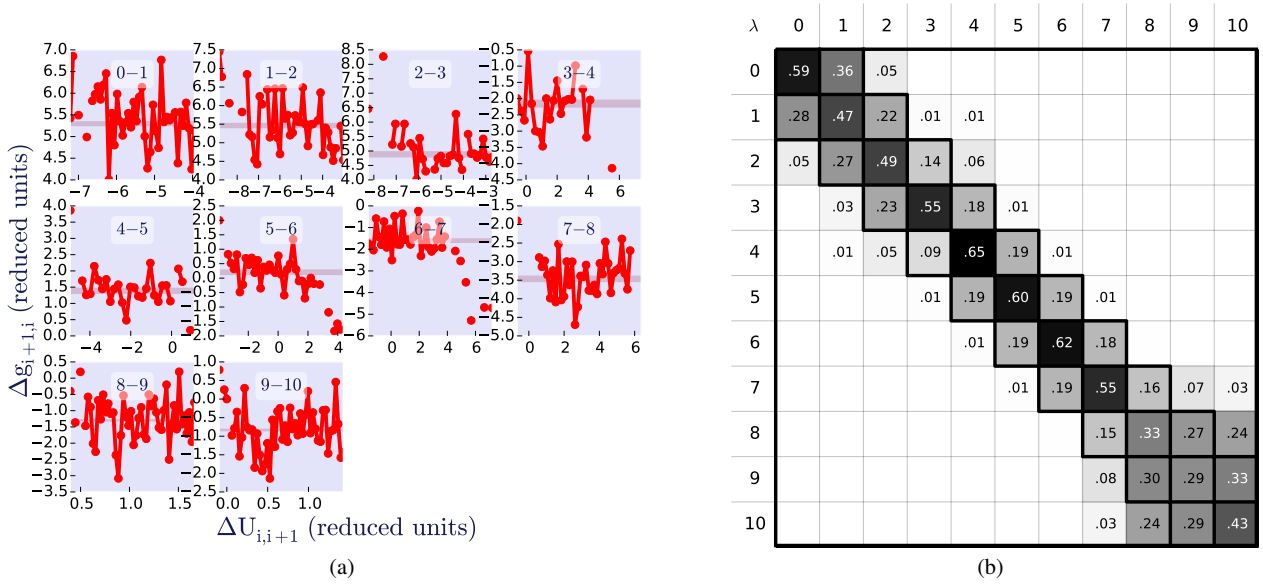 7.0 7.5 8.5 −0.5
6.5 7.0 8.0 −1.0
6.0 6.5 7.5 −1.5
5.5 6.0 7.0 −2.0
5.0 5.5 6.5 −2.5
4.5 5.0 6.0 −3.0
4.0 4.5 5.5 −3.5
4.0 5.0 −4.0
4.5 −4.5
4.0
0−1 1−2 2−3 3−4
−7 −6 −5 −4 −8 −7 −6 −5 −4 −8 −7 −6 −5 −4 −3 0 2 4 6
4.0 2.5 0 −1.5
3.5 2.0 −1 −2.0
3.0 1.5 −2 −2.5
2.5 1.0 −3 −3.0
2.0 0.5 −4 −3.5
1.5 0.0 −5 −4.0
1.0 −0.5 −6 −4.5
0.5 −1.0 −5.0
0.0 −1.5
−2.0
4−5 5−6 6−7 7−8
−4 −2 0 −2 0 2 4 0 2 4 6 0 2 4 6
0.5 1.0
0.0 0.5
−0.5 0.0
−1.0 −0.5
−1.5 −1.0
−2.0 −1.5
−2.5 −2.0
−3.0 −2.5
−3.5
8−9 9−10
0.5 1.0 1.5 0.0 0.5 1.0
Δg i+1,i (reduced units)
ΔU i,i+1 (reduced units)
(a)
λ 0 1 2 3 4 5 6 7 8 9 10
0 .59 .36 .05
1 .28 .47 .22 .01 .01
2 .05 .27 .49 .14 .06
3 .03 .23 .55 .18 .01
4 .01 .05 .09 .65 .19 .01
5 .01 .19 .60 .19 .01
6 .01 .19 .62 .18
7 .01 .19 .55 .16 .07 .03
8 .15 .33 .27 .24
9 .08 .30 .29 .33
10 .03 .24 .29 .43
(b)